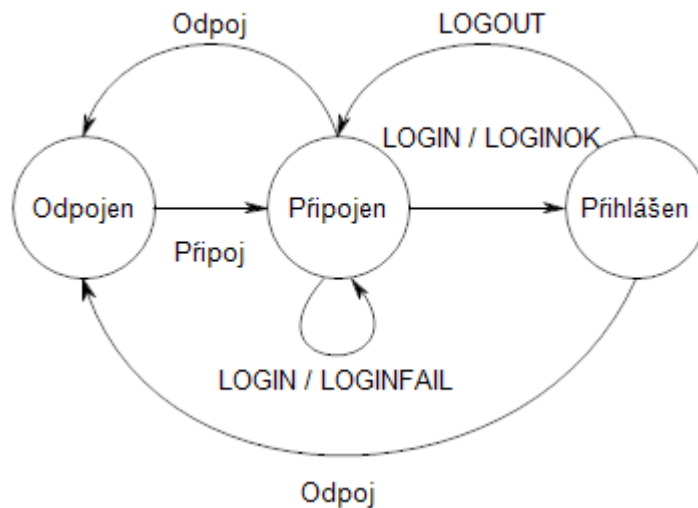 Odpoj
LOGOUT
LOGIN / LOGINOK
Odpojen
Připojen
Přihlášen
Připoj
LOGIN / LOGINFAIL
Odpoj